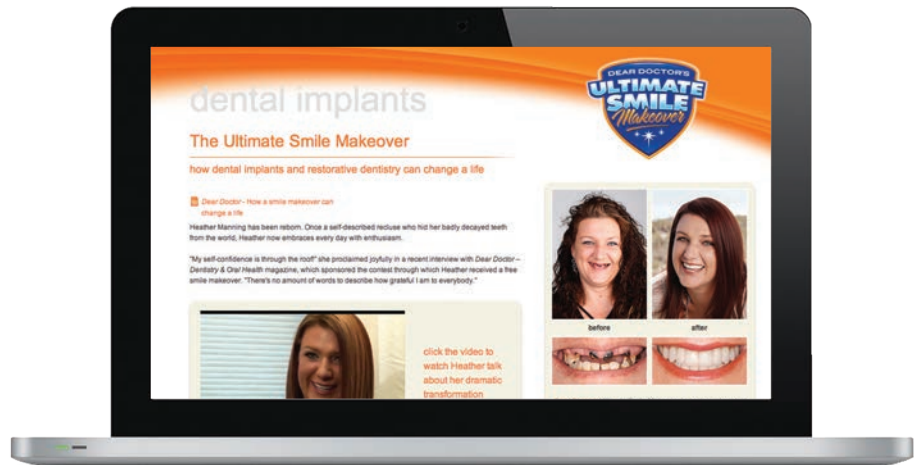 dental implants
DEAR DOCTOR'S
ULTIMATE
SMILE
Makeover
The Ultimate Smile Makeover
how dental implants and restorative dentistry can change a life
Dear Doctor - How a smile makeover can
change a life
Heather Manning has been reborn. Once a self-described recluse who hid her badly decayed teeth
from the world, Heather now embraces every day with enthusiasm.
"My self-confidence is through the roof!" she proclaimed joyfully in a recent interview with Dear Doctor –
Dentistry & Oral Health magazine, which sponsored the contest through which Heather received a free
smile makeover. "There's no amount of words to describe how grateful I am to everybody."
click the video to
watch Heather talk
about her dramatic
transformation
before
after